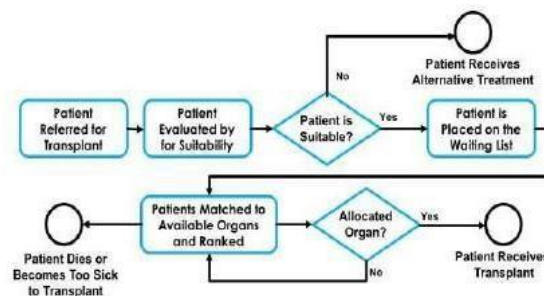 No
Patient Receives
Alternative Treatment
Patient
Referred for
Transplant
Patient
Evaluated by
for Suitability
Patient is
Suitable?
Yes
Patient is
Placed on the
Waiting List
Patient Dies or
Becomes Too Sick
to Transplant
Patients Matched to
Available Organs
and Ranked
Allocated
Organ?
Yes
No
Patient Receives
Transplant